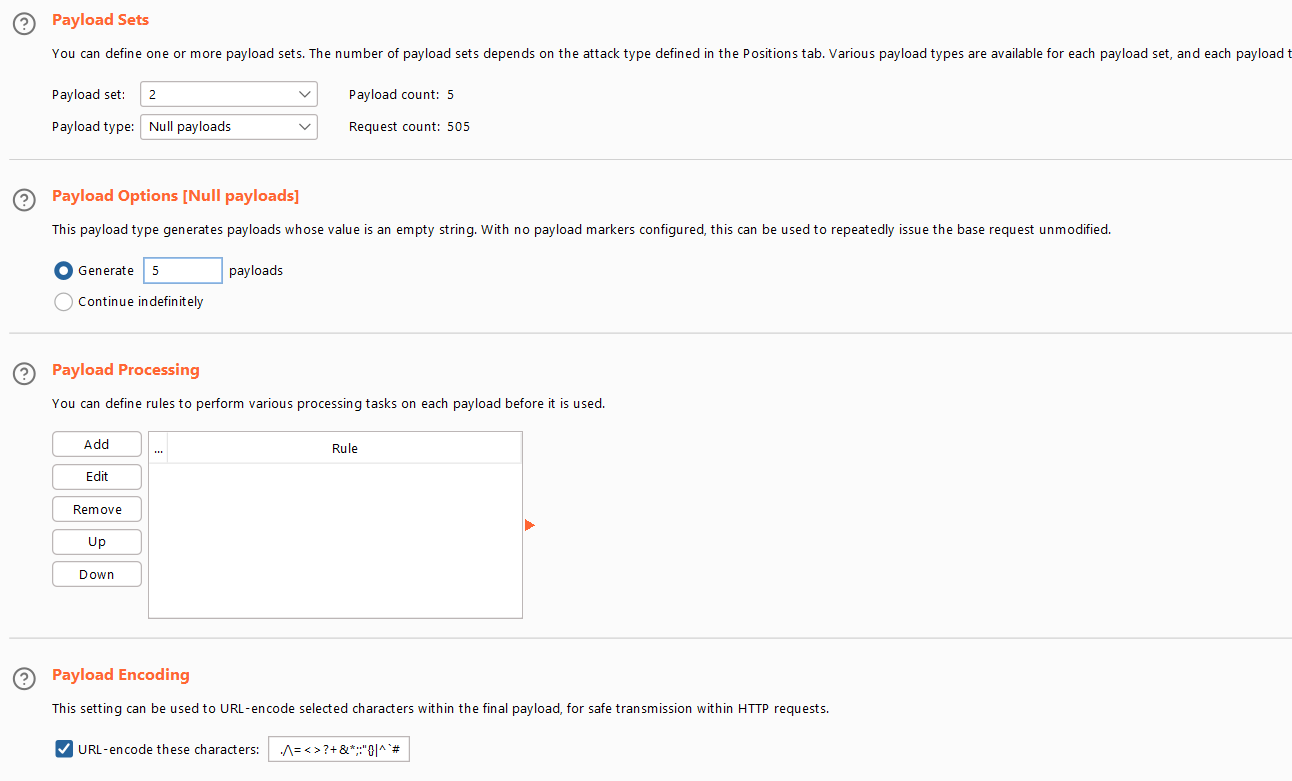 Payload Sets
You can define one or more payload sets. The number of payload sets depends on the attack type defined in the Positions tab. Various payload types are available for each payload set, and each payload t
Payload set: 2 Payload count: 5
Payload type: Null payloads Request count: 505
Payload Options [Null payloads]
This payload type generates payloads whose value is an empty string. With no payload markers configured, this can be used to repeatedly issue the base request unmodified.
Generate 5 payloads
Continue indefinitely
Payload Processing
You can define rules to perform various processing tasks on each payload before it is used.
Add
... Rule
Edit
Remove
Up
Down
Payload Encoding
This setting can be used to URL-encode selected characters within the final payload, for safe transmission within HTTP requests.
URL-encode these characters: ./\=<>?+&*;:"{}|^`#